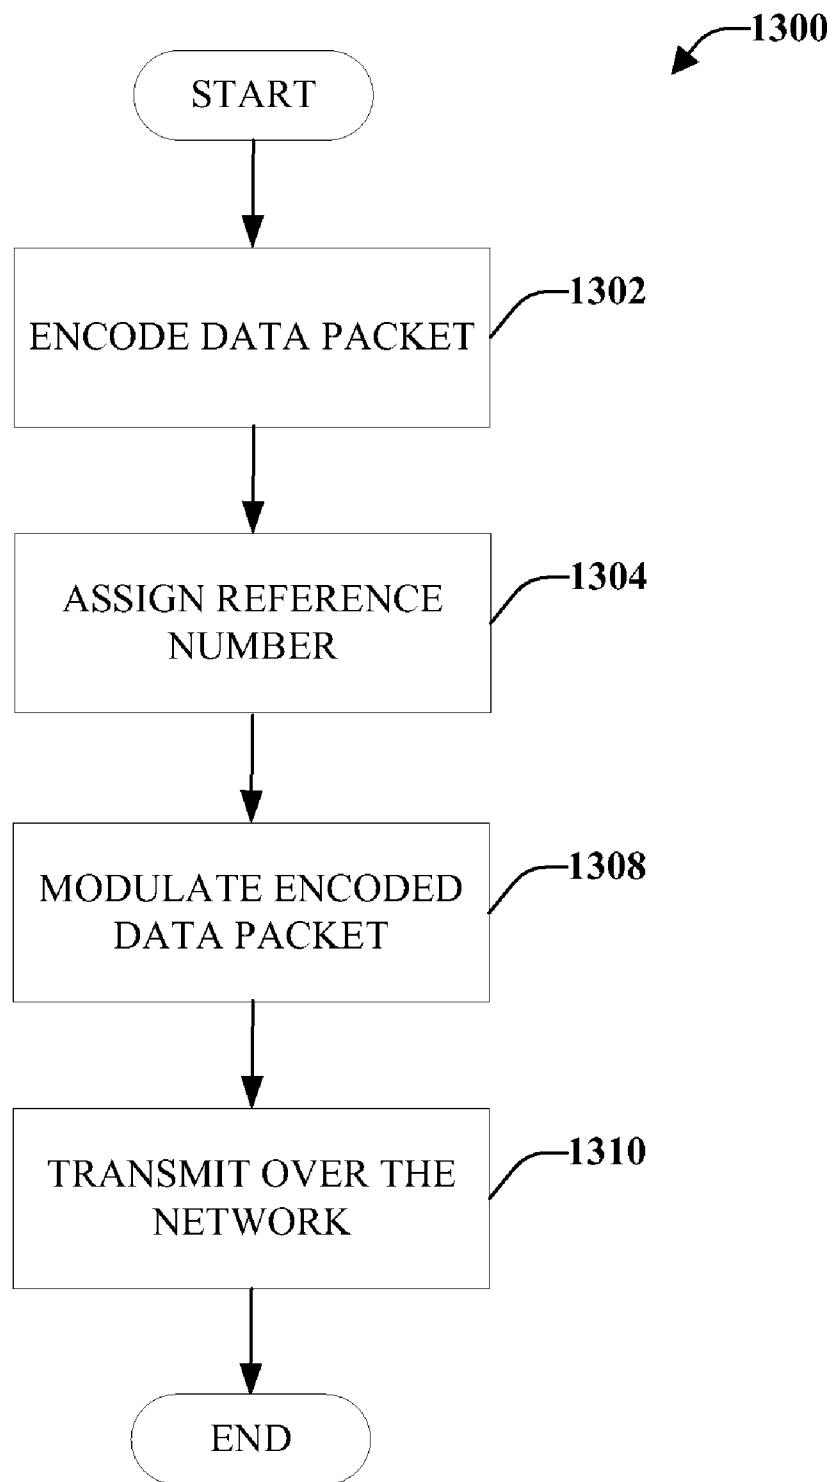 1300
START
ENCODE DATA PACKET
1302
ASSIGN REFERENCE
NUMBER
1304
MODULATE ENCODED
DATA PACKET
1308
TRANSMIT OVER THE
NETWORK
1310
END